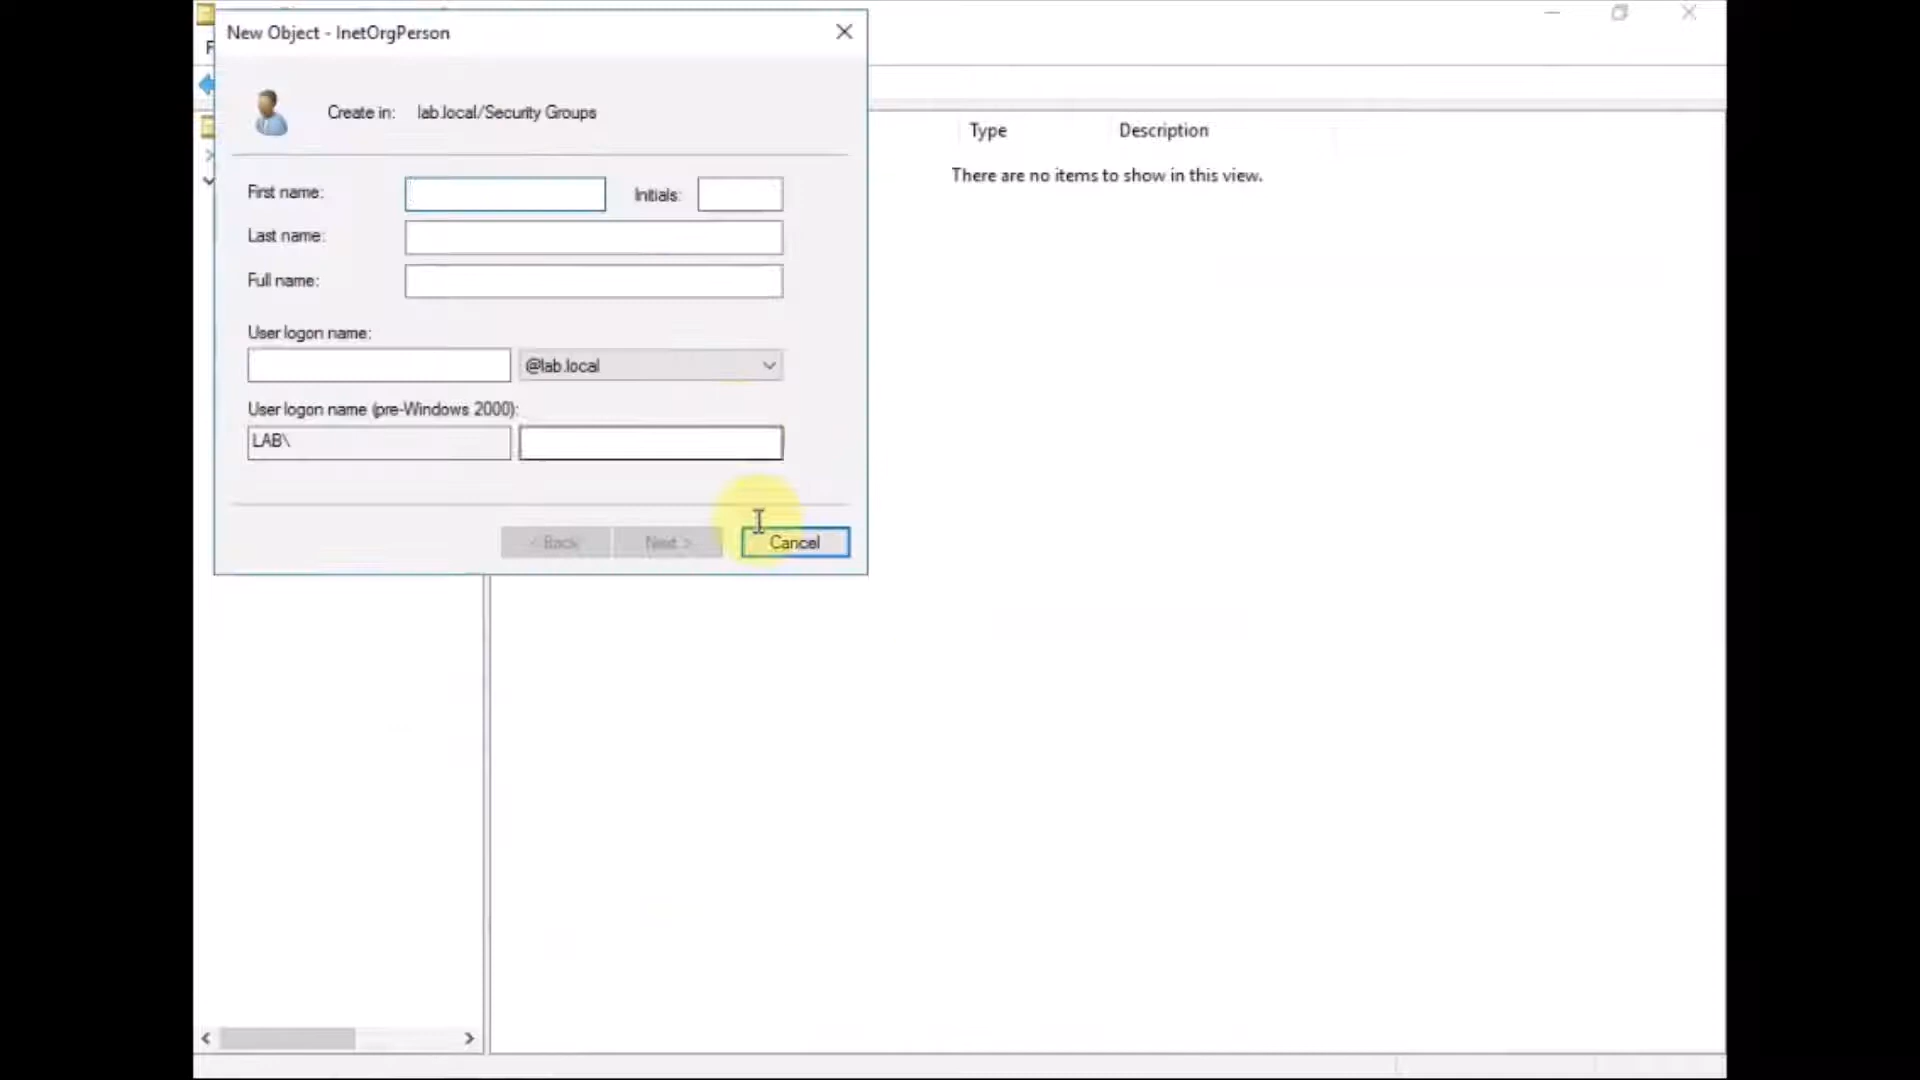 New Object - InetOrgPerson
Create in: lab.local/Security Groups
Type Description
There are no items to show in this view.
First name: Initials:
Last name:
Full name:
User logon name:
@lab.local
User logon name (pre-Windows 2000):
LAB\
< Back Next > Cancel